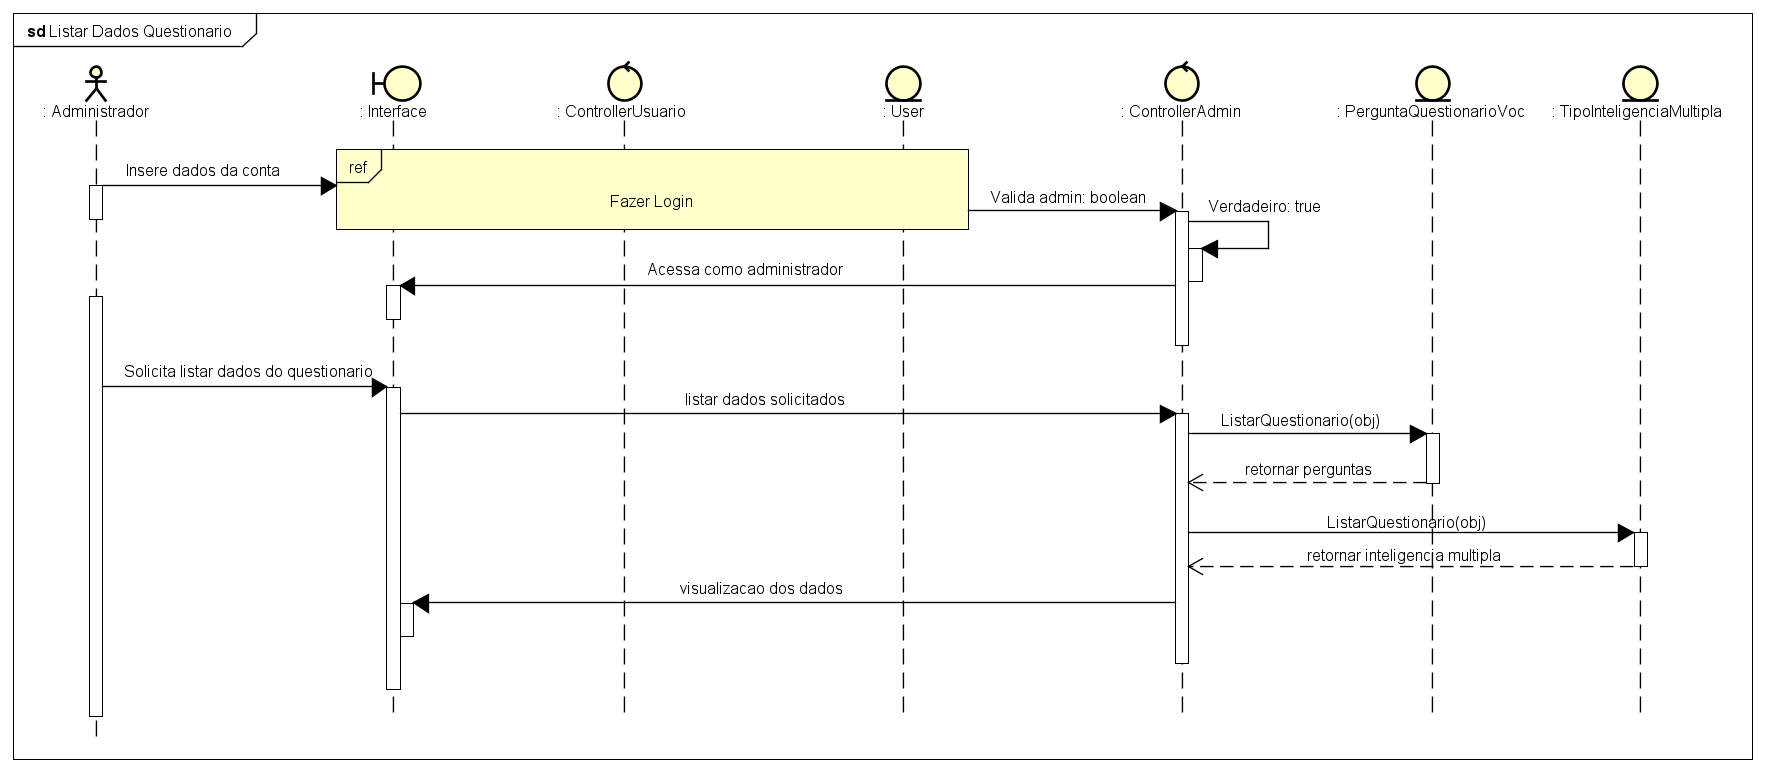 sd Listar Dados Questionario
: Administrador
: Interface
: ControllerUsuario
: User
: ControllerAdmin
: PerguntaQuestionarioVoc
: TipoInteligenciaMultipla
ref
Insere dados da conta
Fazer Login
Valida admin: boolean
Verdadeiro: true
Acessa como administrador
Solicita listar dados do questionario
listar dados solicitados
ListarQuestionario(obj)
retornar perguntas
ListarQuestionario(obj)
retornar inteligencia multipla
visualizacao dos dados